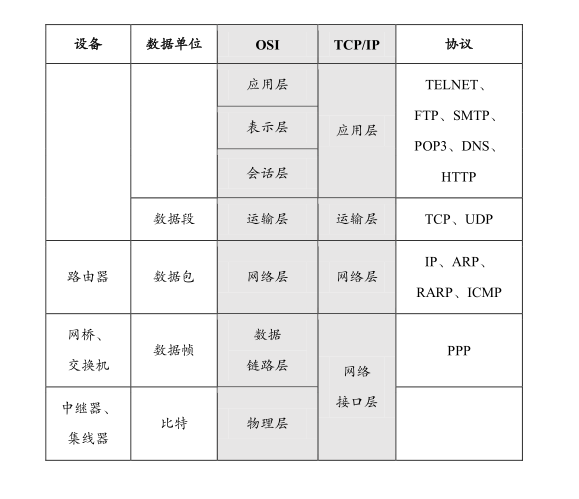 设备 数据单位 OSI TCP/IP 协议
应用层
表示层
会话层
应用层
TELNET、
FTP、SMTP、
POP3、DNS、
HTTP
数据段 运输层 运输层 TCP、UDP
路由器 数据包 网络层 网络层
IP、ARP、
RARP、ICMP
网桥、
交换机
数据帧
数据
链路层
网络
接口层
PPP
中继器、
集线器
比特 物理层